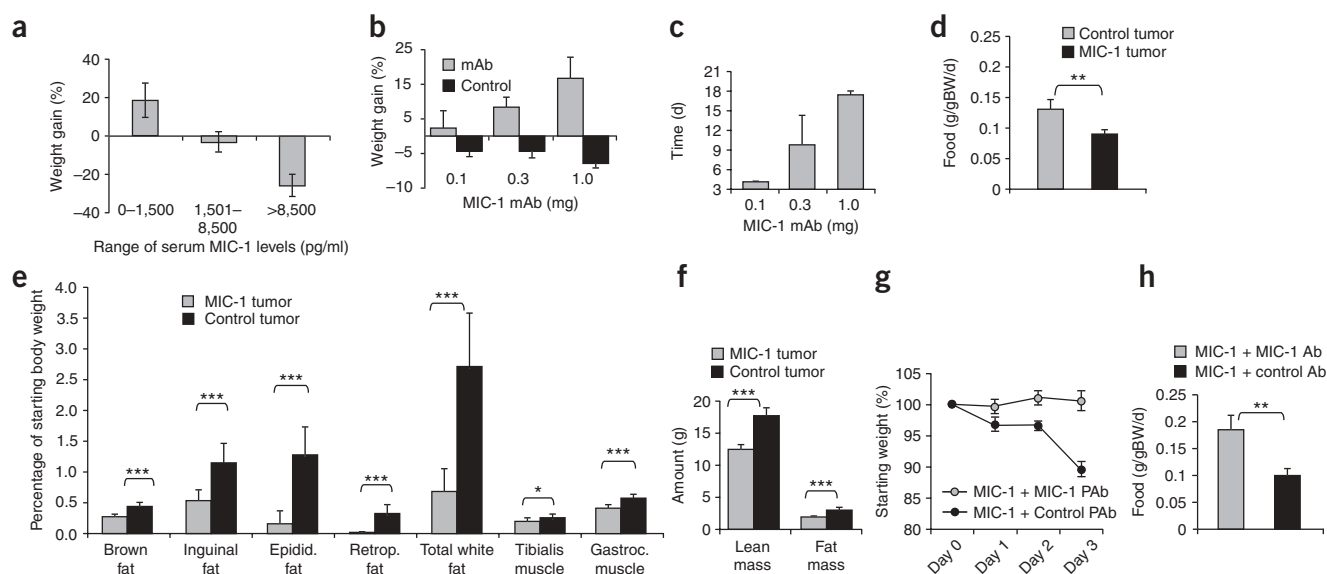 a
Weight gain (%)
40
20
0
–20
–40
0–1,500
1,501–
8,500
>8,500
Range of serum MIC-1 levels (pg/ml)
b
Weight gain (%)
25
15
5
–5
–10
mAb
Control
0.1
0.3
1.0
MIC-1 mAb (mg)
c
Time (d)
21
18
15
12
9
6
3
0.1
0.3
1.0
MIC-1 mAb (mg)
d
Control tumor
MIC-1 tumor
Food (g/gBW/d)
0.25
0.2
0.15
0.1
0.05
0
**
e
Percentage of starting body weight
4.0
3.5
3.0
2.5
2.0
1.5
1.0
0.5
0.0
MIC-1 tumor
Control tumor
***
***
***
***
***
*
***
Brown
fat
Inguinal
fat
Epidid.
fat
Retrop.
fat
Total white
fat
Tibialis
muscle
Gastroc.
muscle
f
MIC-1 tumor
Control tumor
Amount (g)
20
15
10
5
0
***
***
Lean
mass
Fat
mass
g
Starting weight (%)
105
100
95
90
85
80
MIC-1 + MIC-1 PAb
MIC-1 + Control PAb
Day 0
Day 1
Day 2
Day 3
h
MIC-1 + MIC-1 Ab
MIC-1 + control Ab
Food (g/gBW/d)
0.25
0.2
0.15
0.1
0.05
0
**